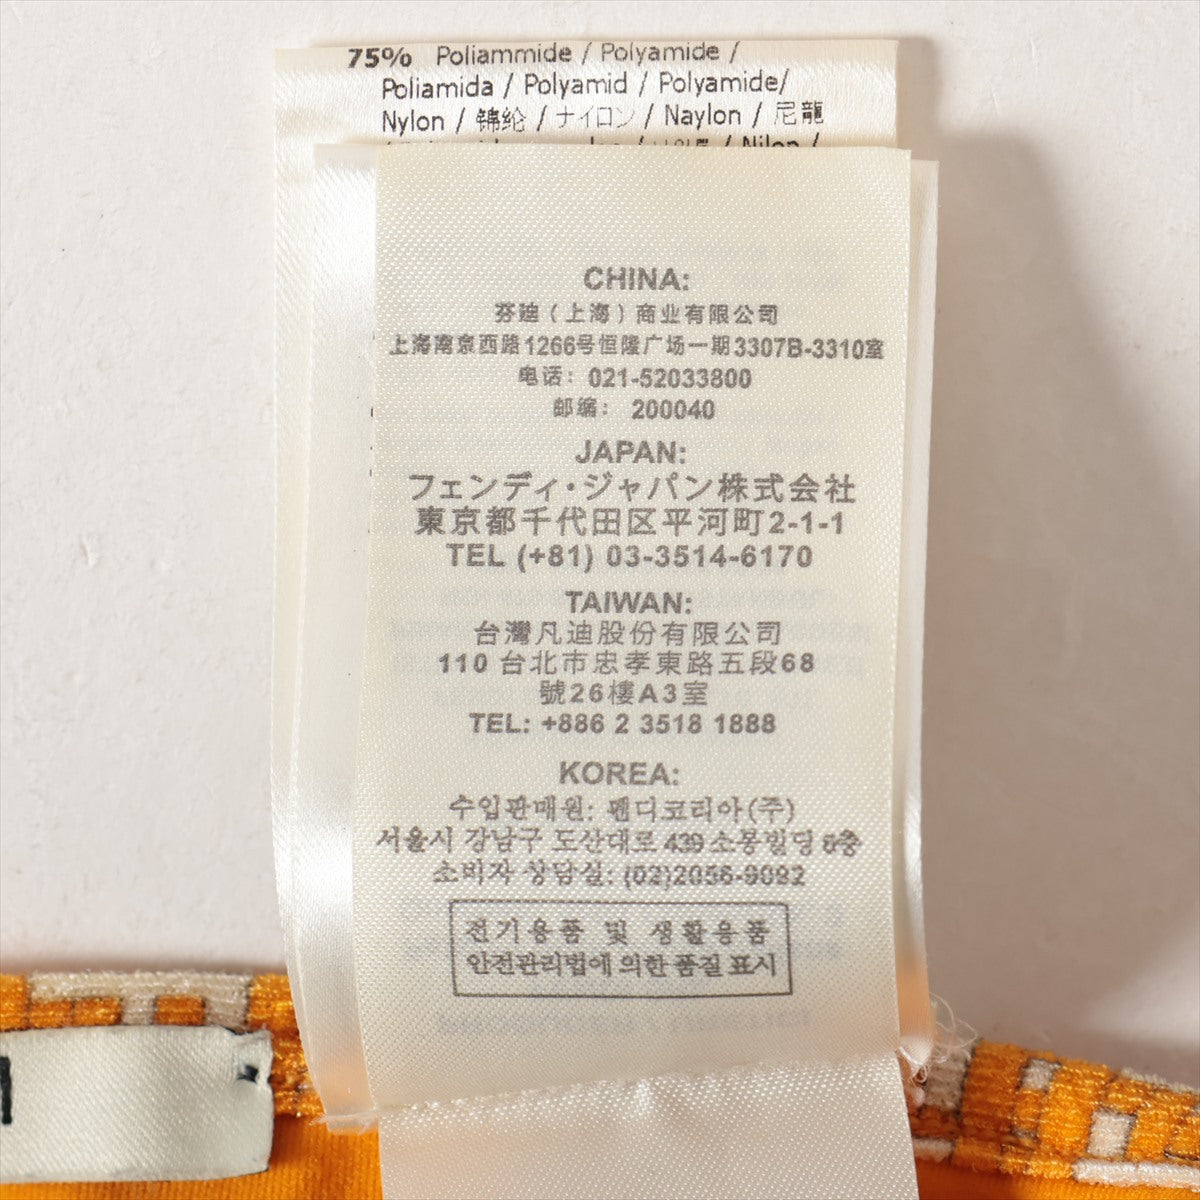 75% Poliammide / Polyamide /
Poliamida / Polyamid / Polyamide/
Nylon / 锦纶 / ナイロン / Naylon / 尼龍
Nilon /
CHINA:
芬迪（上海）商业有限公司
上海南京西路1266号恒隆广场一期3307B-3310室
电话： 021-52033800
邮编： 200040
JAPAN:
フェンディ・ジャパン株式会社
東京都千代田区平河町2-1-1
TEL (+81) 03-3514-6170
TAIWAN:
台灣凡迪股份有限公司
110 台北市忠孝東路五段68
號26樓A3室
TEL: +886 2 3518 1888
KOREA:
수입판매원: 펜디코리아(주)
서울시 강남구 도산대로 439 소봉빌딩 6층
소비자 상담실: (02)2056-9082
전기용품 및 생활용품
안전관리법에 의한 품질 표시